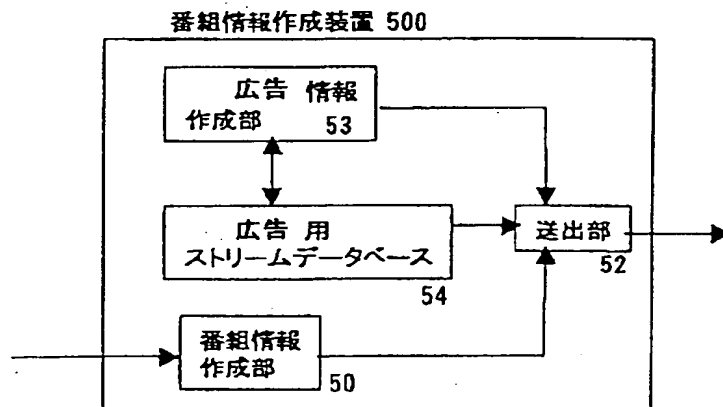 番組情報作成装置 500
広告 情報
作成部 53
広告 用
ストリームデータベース
54
送出部
52
番組情報
作成部
50